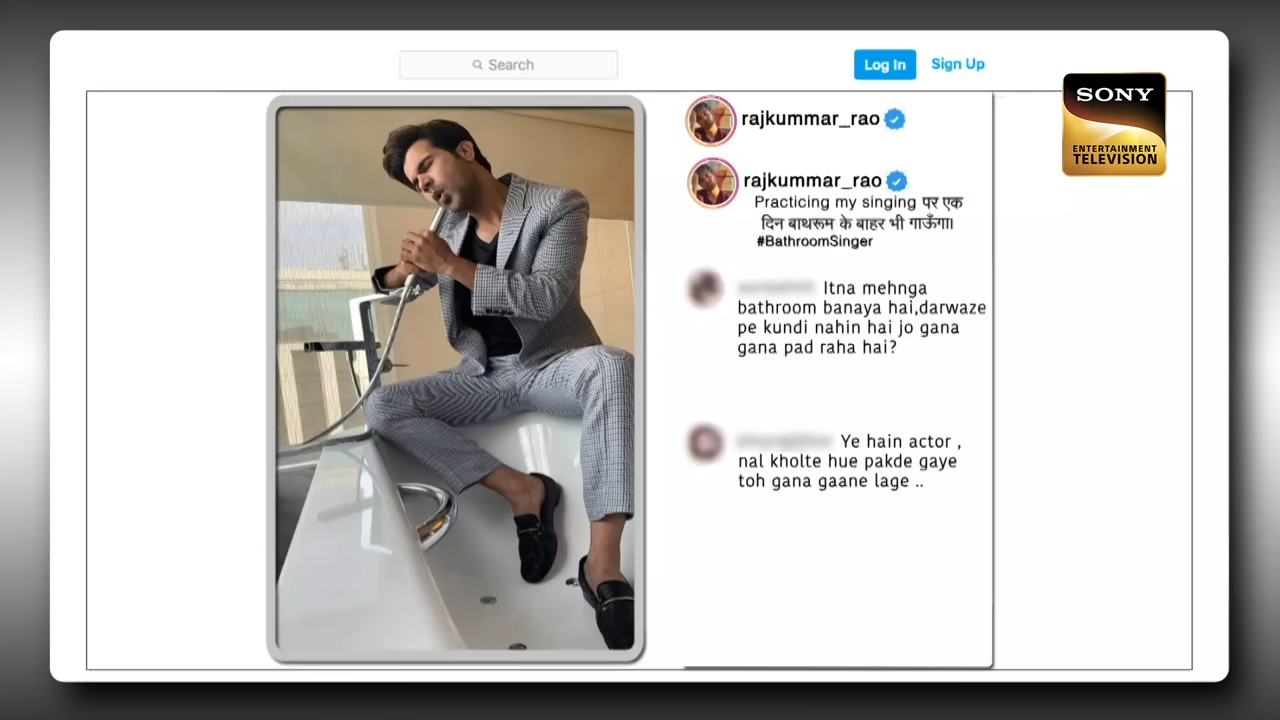 Search
Log In
Sign Up
SONY
ENTERTAINMENT
TELEVISION
rajkummar_rao
rajkummar_rao
Practicing my singing पर एक
दिन बाथरूम के बाहर भी गाऊँगा।
#BathroomSinger
Itna mehnga
bathroom banaya hai,darwaze
pe kundi nahin hai jo gana
gana pad raha hai?
Ye hain actor ,
nal kholte hue pakde gaye
toh gana gaane lage ..